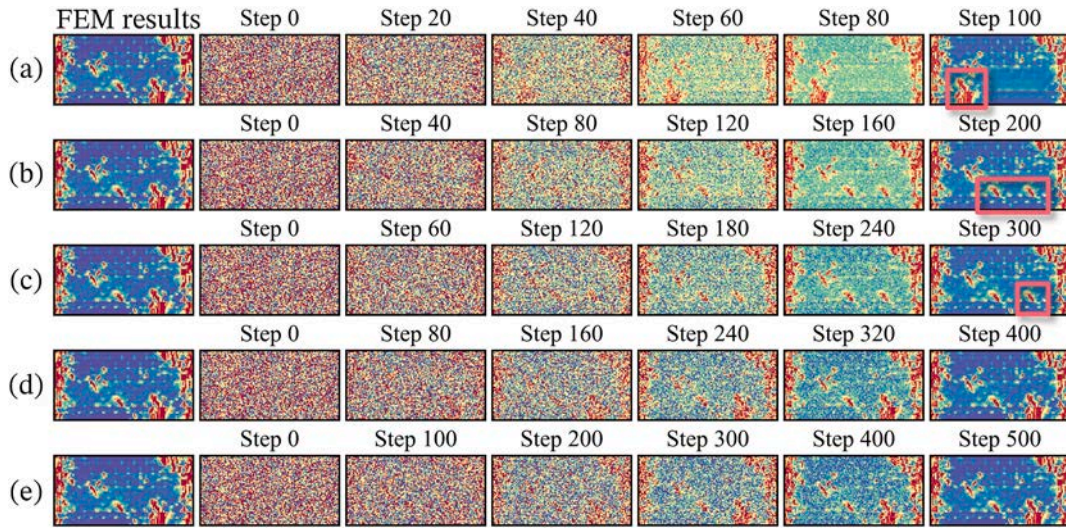 FEM results Step 0 Step 20 Step 40 Step 60 Step 80 Step 100
(a)
Step 0 Step 40 Step 80 Step 120 Step 160 Step 200
(b)
Step 0 Step 60 Step 120 Step 180 Step 240 Step 300
(c)
Step 0 Step 80 Step 160 Step 240 Step 320 Step 400
(d)
Step 0 Step 100 Step 200 Step 300 Step 400 Step 500
(e)